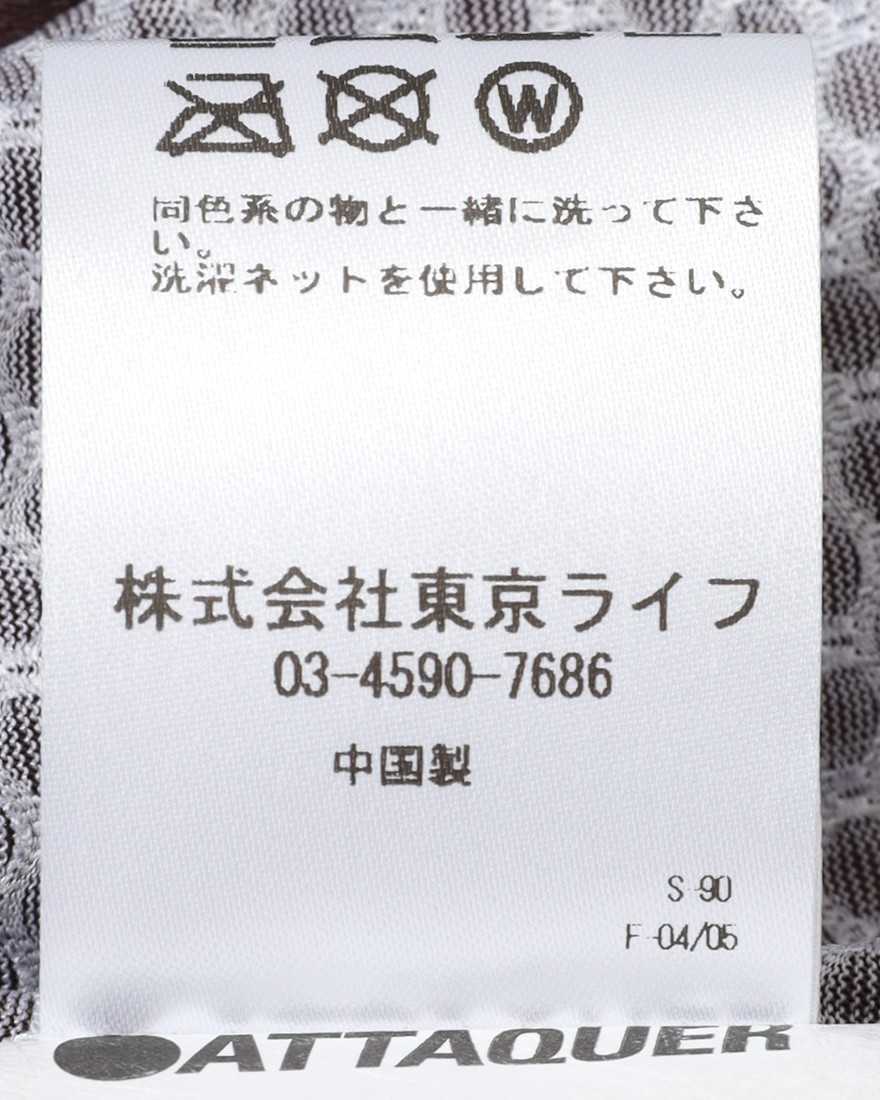 W
同色系の物と一緒に洗って下さ
い。
洗濯ネットを使用して下さい。
株式会社東京ライフ
03-4590-7686
中国製
S-90
F-04/05
ATTAQUER